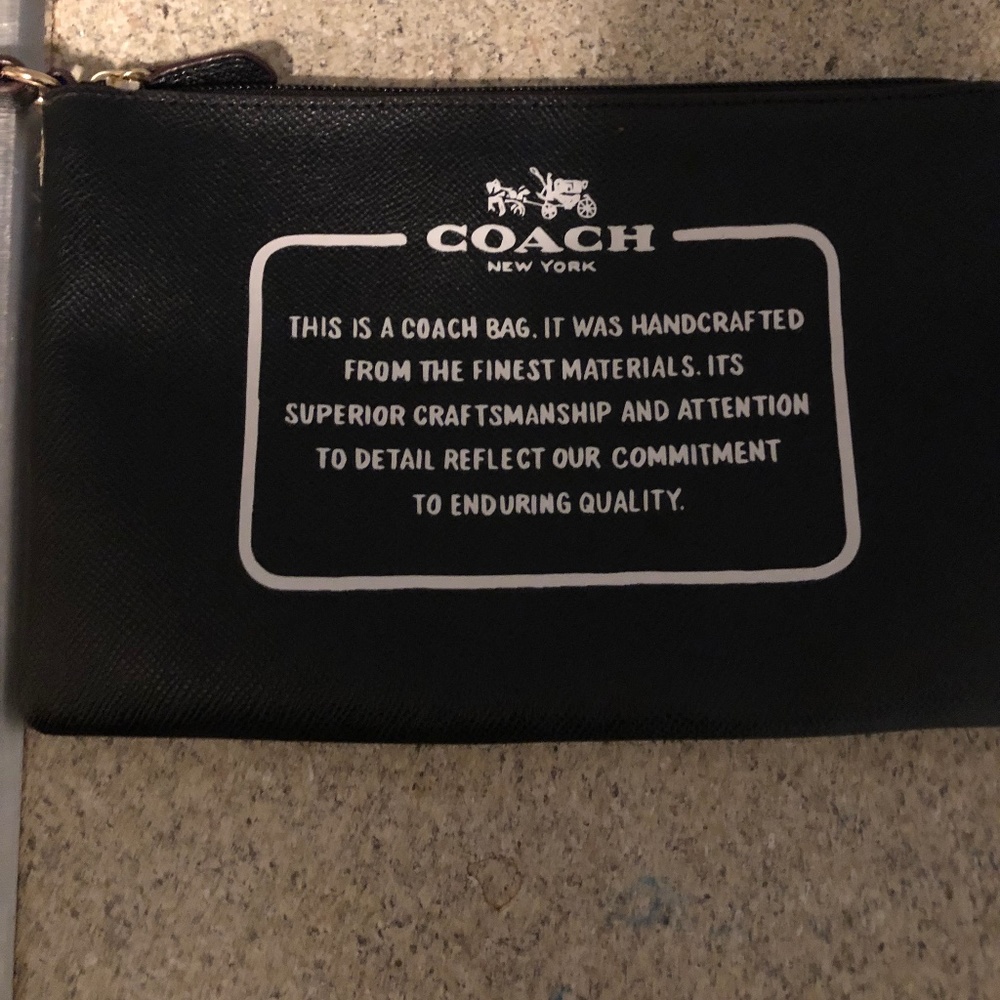 COACH
NEW YORK
THIS IS A COACH BAG. IT WAS HANDCRAFTED
FROM THE FINEST MATERIALS. ITS
SUPERIOR CRAFTSMANSHIP AND ATTENTION
TO DETAIL REFLECT OUR COMMITMENT
TO ENDURING QUALITY.